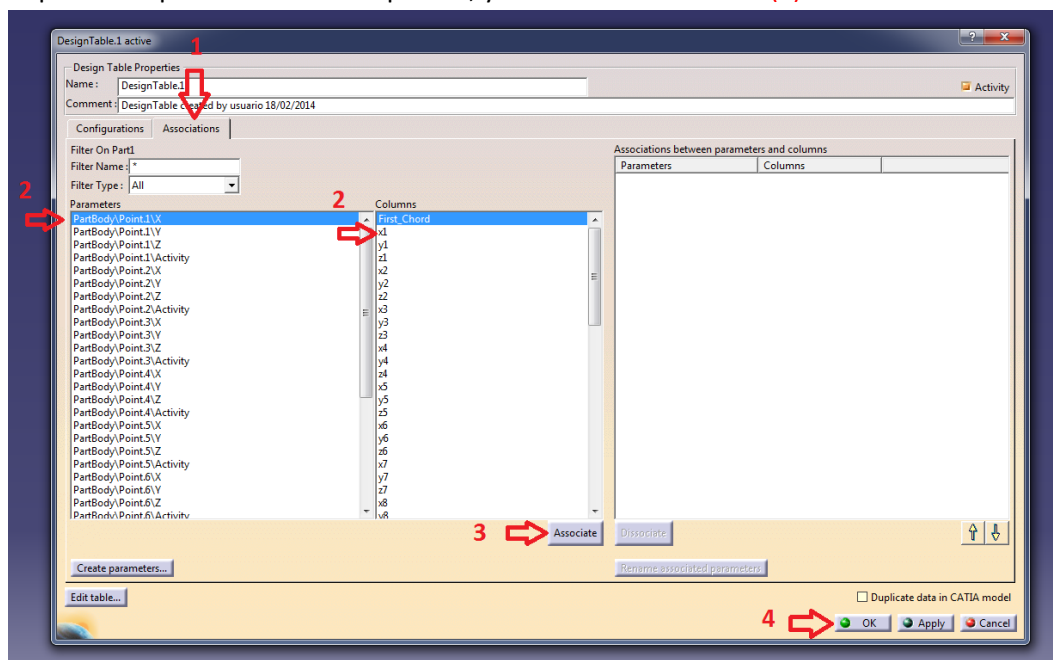 DesignTable.1 active
?
X
1
Design Table Properties
Name :
DesignTable.1
Activity
Comment :
DesignTable created by usuario 18/02/2014
Configurations
Associations
Filter On Part1
Filter Name :
*
Filter Type :
All
2
Parameters
PartBody\Point.1\X
PartBody\Point.1\Y
PartBody\Point.1\Z
PartBody\Point.1\Activity
PartBody\Point.2\X
PartBody\Point.2\Y
PartBody\Point.2\Z
PartBody\Point.2\Activity
PartBody\Point.3\X
PartBody\Point.3\Y
PartBody\Point.3\Z
PartBody\Point.3\Activity
PartBody\Point.4\X
PartBody\Point.4\Y
PartBody\Point.4\Z
PartBody\Point.4\Activity
PartBody\Point.5\X
PartBody\Point.5\Y
PartBody\Point.5\Z
PartBody\Point.5\Activity
PartBody\Point.6\X
PartBody\Point.6\Y
PartBody\Point.6\Z
PartBody\Point.6\Activity
2
Columns
First_Chord
x1
y1
z1
x2
y2
z2
x3
y3
z3
x4
y4
z4
x5
y5
z5
x6
y6
z6
x7
y7
z7
x8
y8
Associations between parameters and columns
Parameters
Columns
3
Associate
Dissociate
Create parameters...
Rename associated parameters
Edit table...
Duplicate data in CATIA model
4
OK
Apply
Cancel